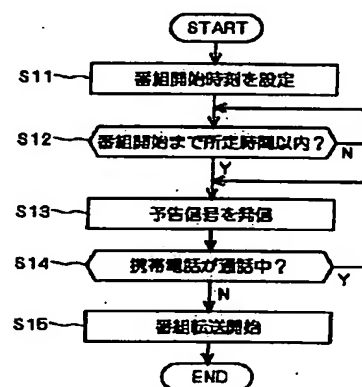 START
S11 番組開始時刻を設定
S12 番組開始まで所定時間以内? N
Y
S13 予告信号を発信
S14 携帯電話が通話中? Y
N
S15 番組転送開始
END